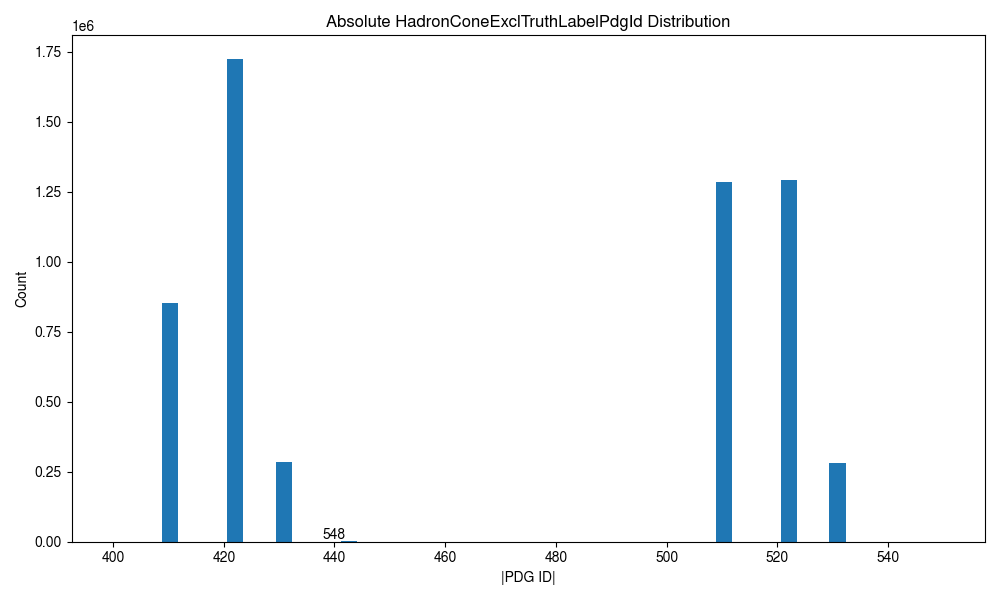 Absolute HadronConeExclTruthLabelPdgId Distribution
1e6
1.75
1.50
1.25
1.00
0.75
0.50
0.25
0.00
Count
548
400 420 440 460 480 500 520 540
|PDG ID|